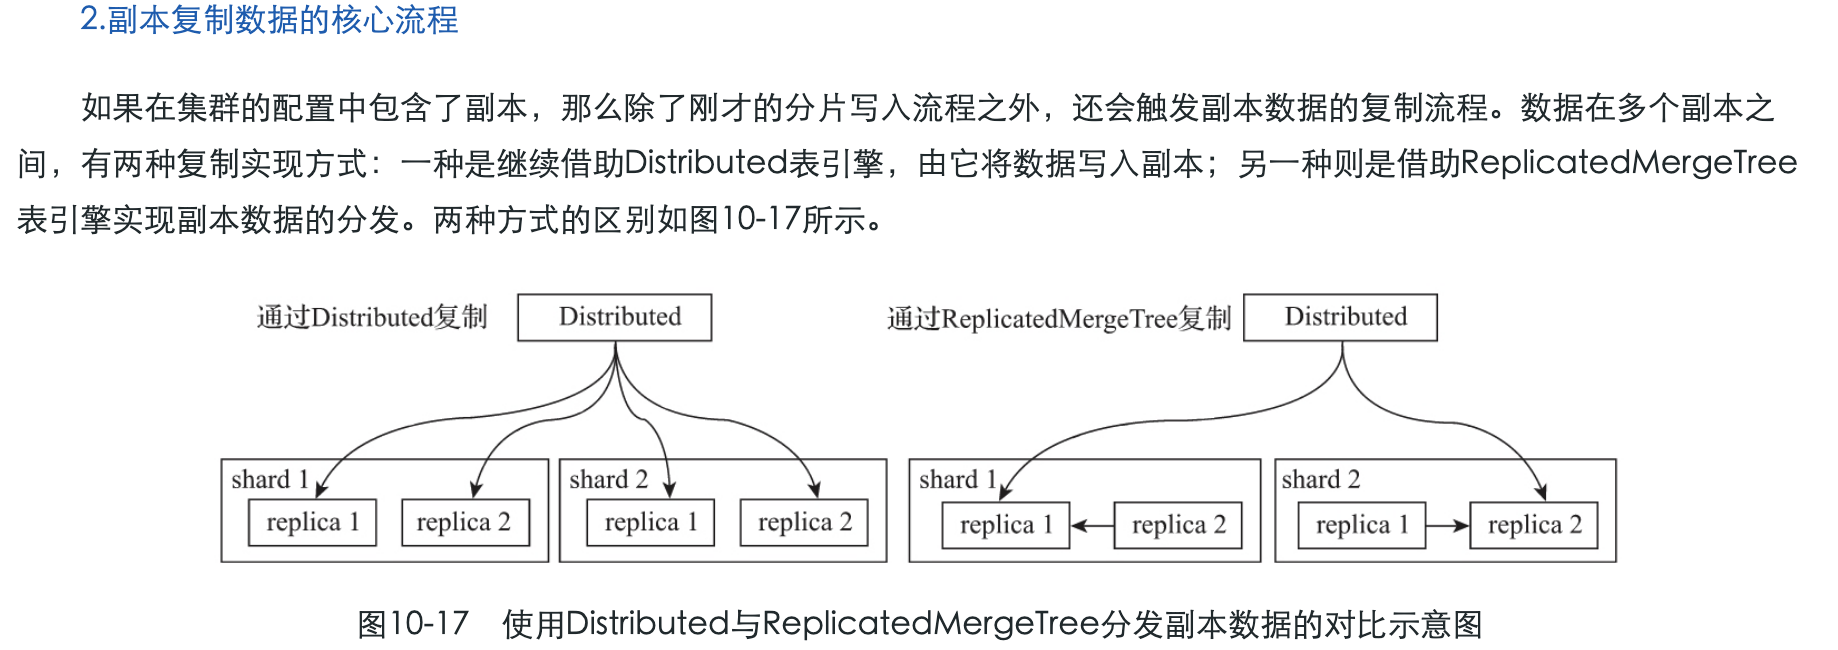 2.副本复制数据的核心流程
如果在集群的配置中包含了副本，那么除了刚才的分片写入流程之外，还会触发副本数据的复制流程。数据在多个副本之
间，有两种复制实现方式：一种是继续借助Distributed表引擎，由它将数据写入副本；另一种则是借助ReplicatedMergeTree
表引擎实现副本数据的分发。两种方式的区别如图10-17所示。
通过Distributed复制
Distributed
shard 1
replica 1
replica 2
shard 2
replica 1
replica 2
通过ReplicatedMergeTree复制
Distributed
shard 1
replica 1
replica 2
shard 2
replica 1
replica 2
图10-17 使用Distributed与ReplicatedMergeTree分发副本数据的对比示意图